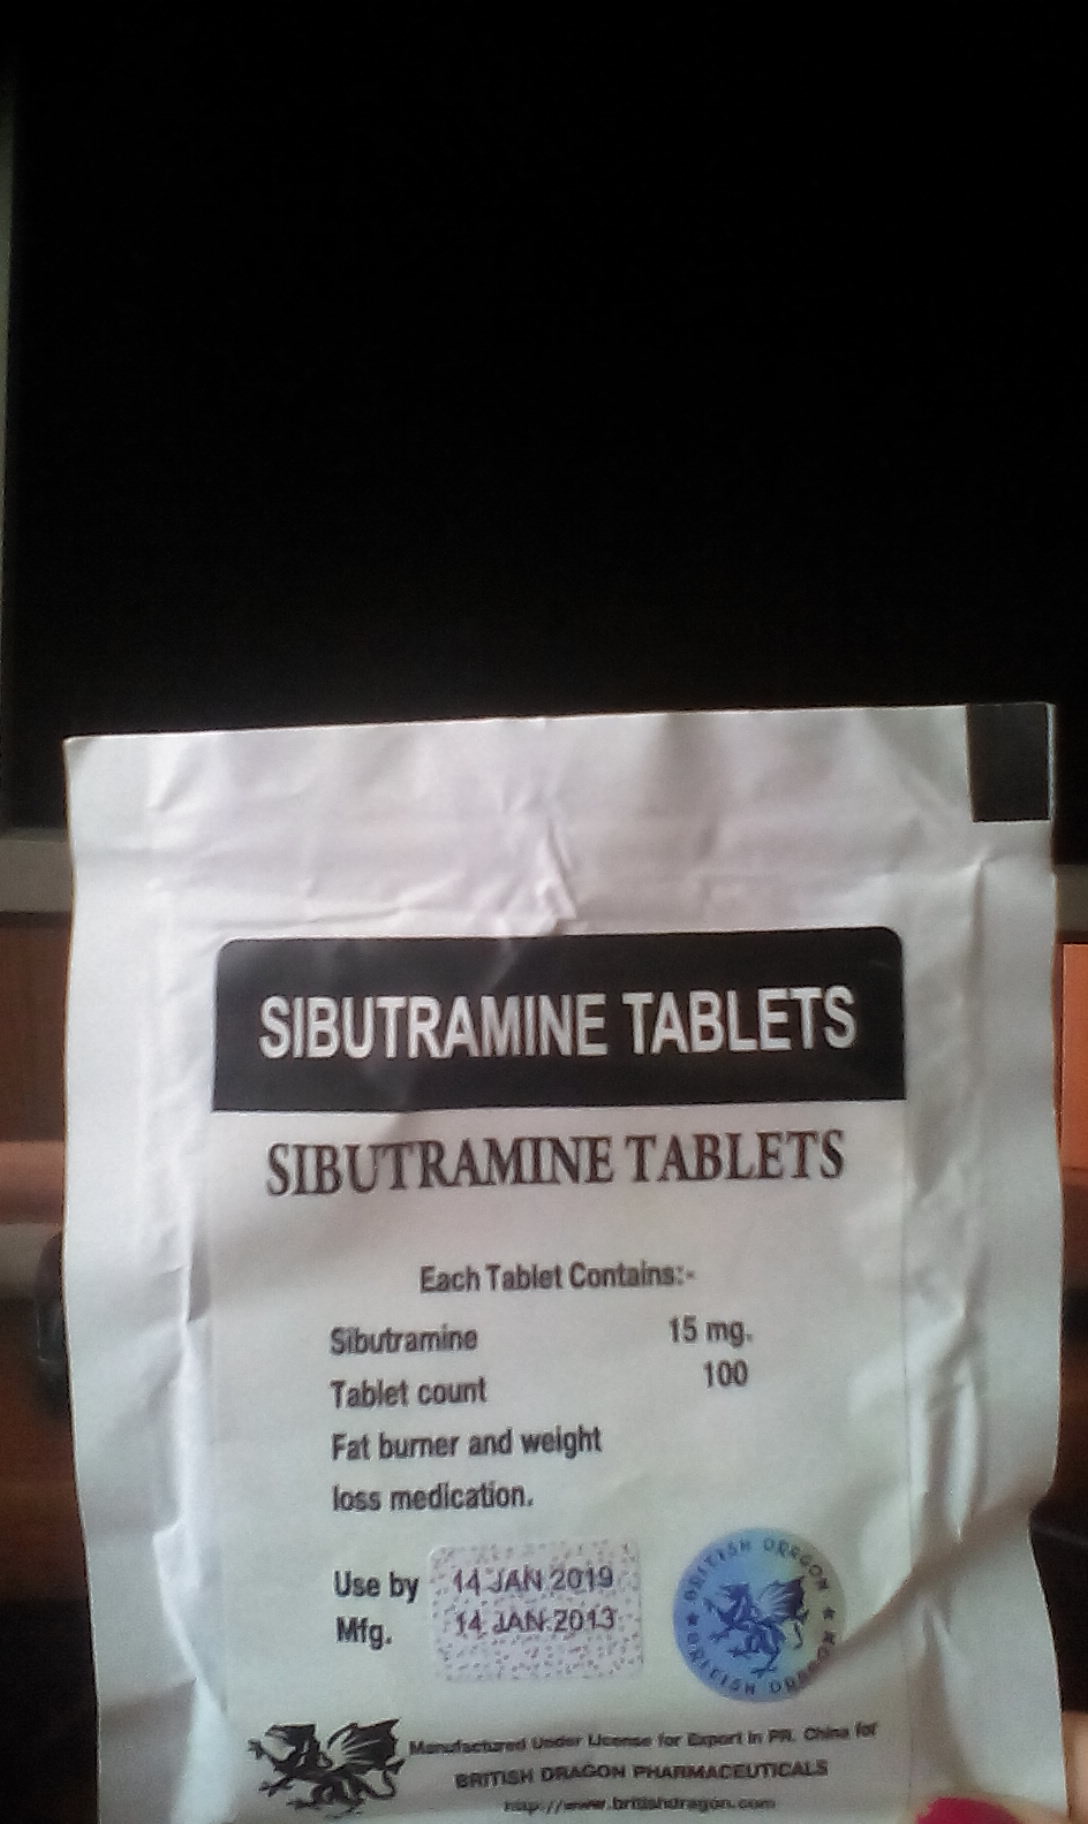 SIBUTRAMINE TABLETS
SIBUTRAMINE TABLETS
Each Tablet Contains:-
Sibutramine 15 mg.
Tablet count 100
Fat burner and weight
loss medication.
Use by 14 JAN 2019
Mfg. 14 JAN 2013
BRITISH DRAGON ★ BRITISH DRAGON ★
Manufactured Under License for Export in PR. China for
BRITISH DRAGON PHARMACEUTICALS
http://www.britishdragon.com